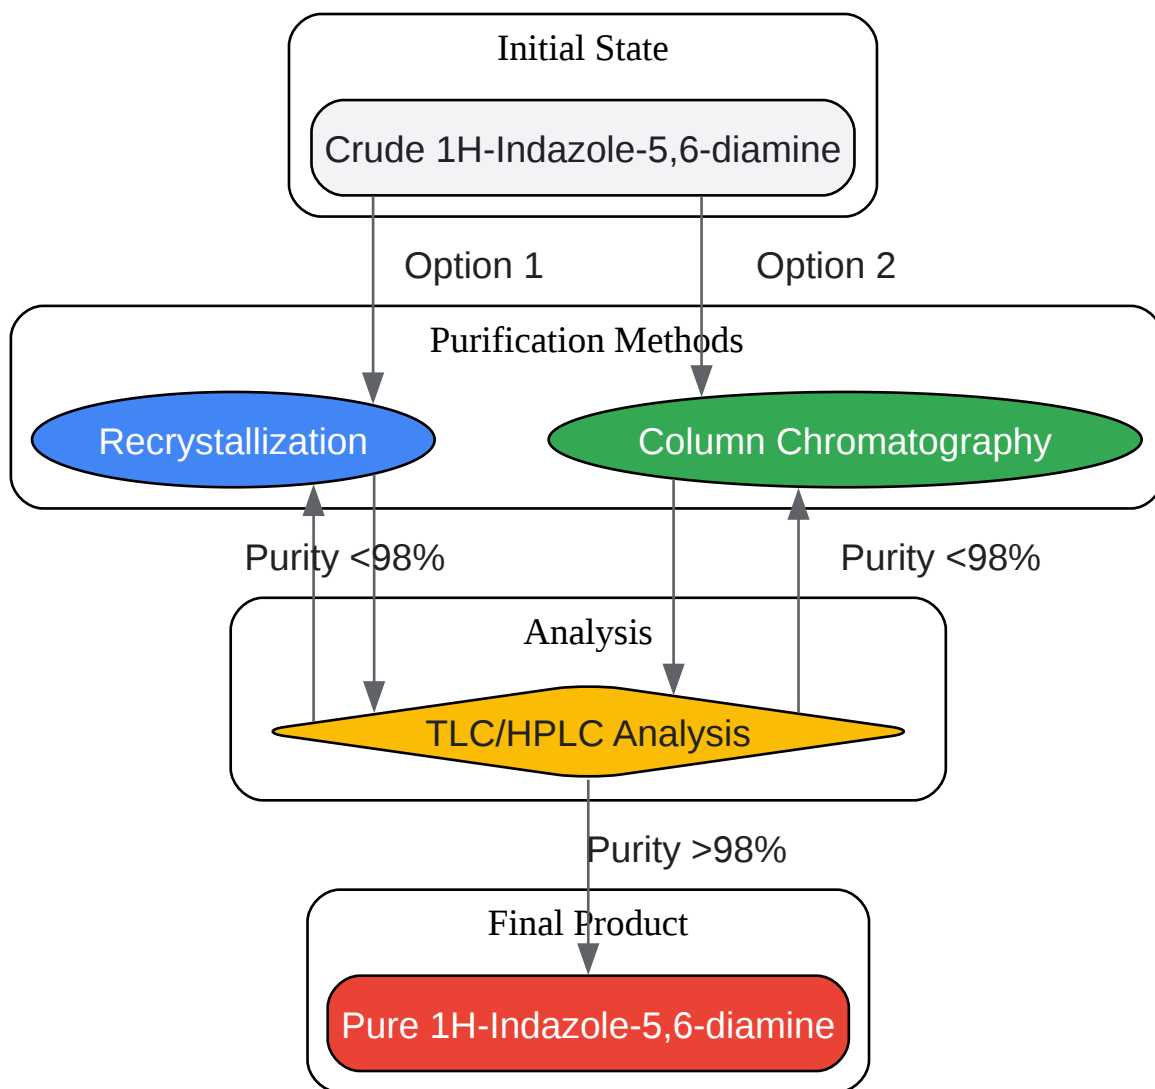 Initial State
Crude 1H-Indazole-5,6-diamine
Option 1
Option 2
Purification Methods
Recrystallization
Column Chromatography
Purity <98%
Purity <98%
Analysis
TLC/HPLC Analysis
Purity >98%
Final Product
Pure 1H-Indazole-5,6-diamine